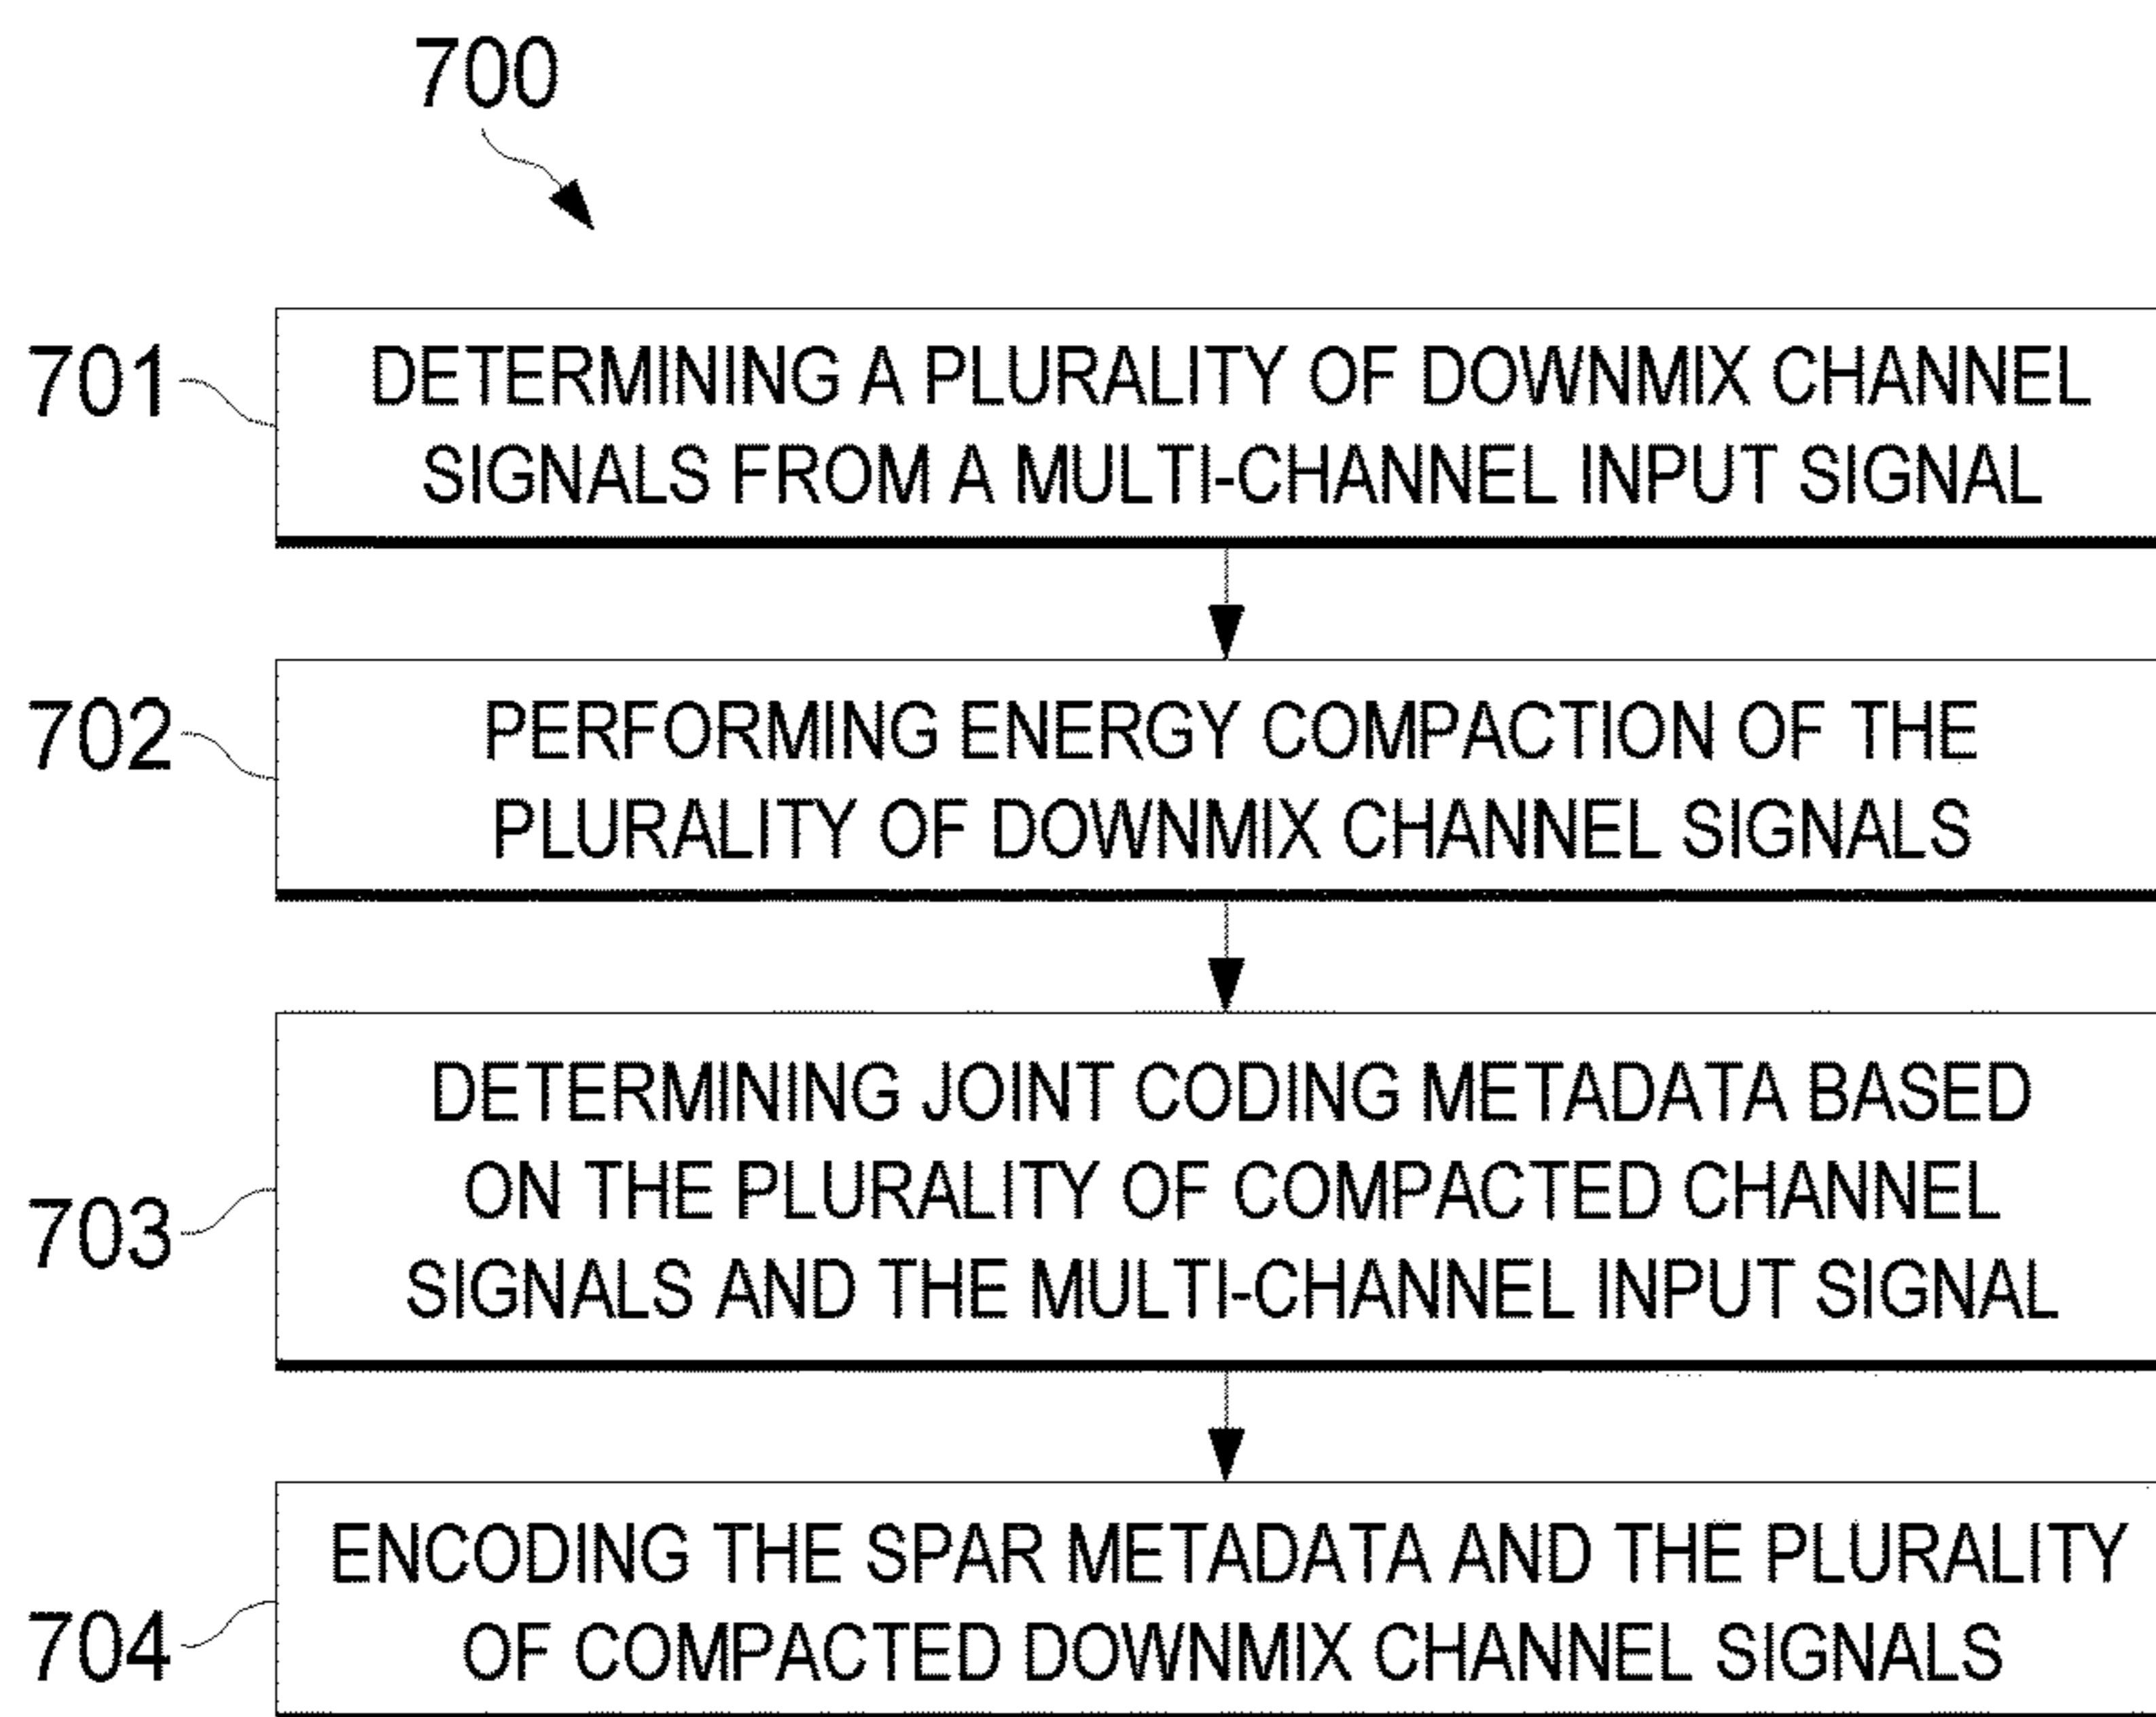 700
701
DETERMINING A PLURALITY OF DOWNMIX CHANNEL
SIGNALS FROM A MULTI-CHANNEL INPUT SIGNAL
702
PERFORMING ENERGY COMPACTION OF THE
PLURALITY OF DOWNMIX CHANNEL SIGNALS
703
DETERMINING JOINT CODING METADATA BASED
ON THE PLURALITY OF COMPACTED CHANNEL
SIGNALS AND THE MULTI-CHANNEL INPUT SIGNAL
704
ENCODING THE SPAR METADATA AND THE PLURALITY
OF COMPACTED DOWNMIX CHANNEL SIGNALS